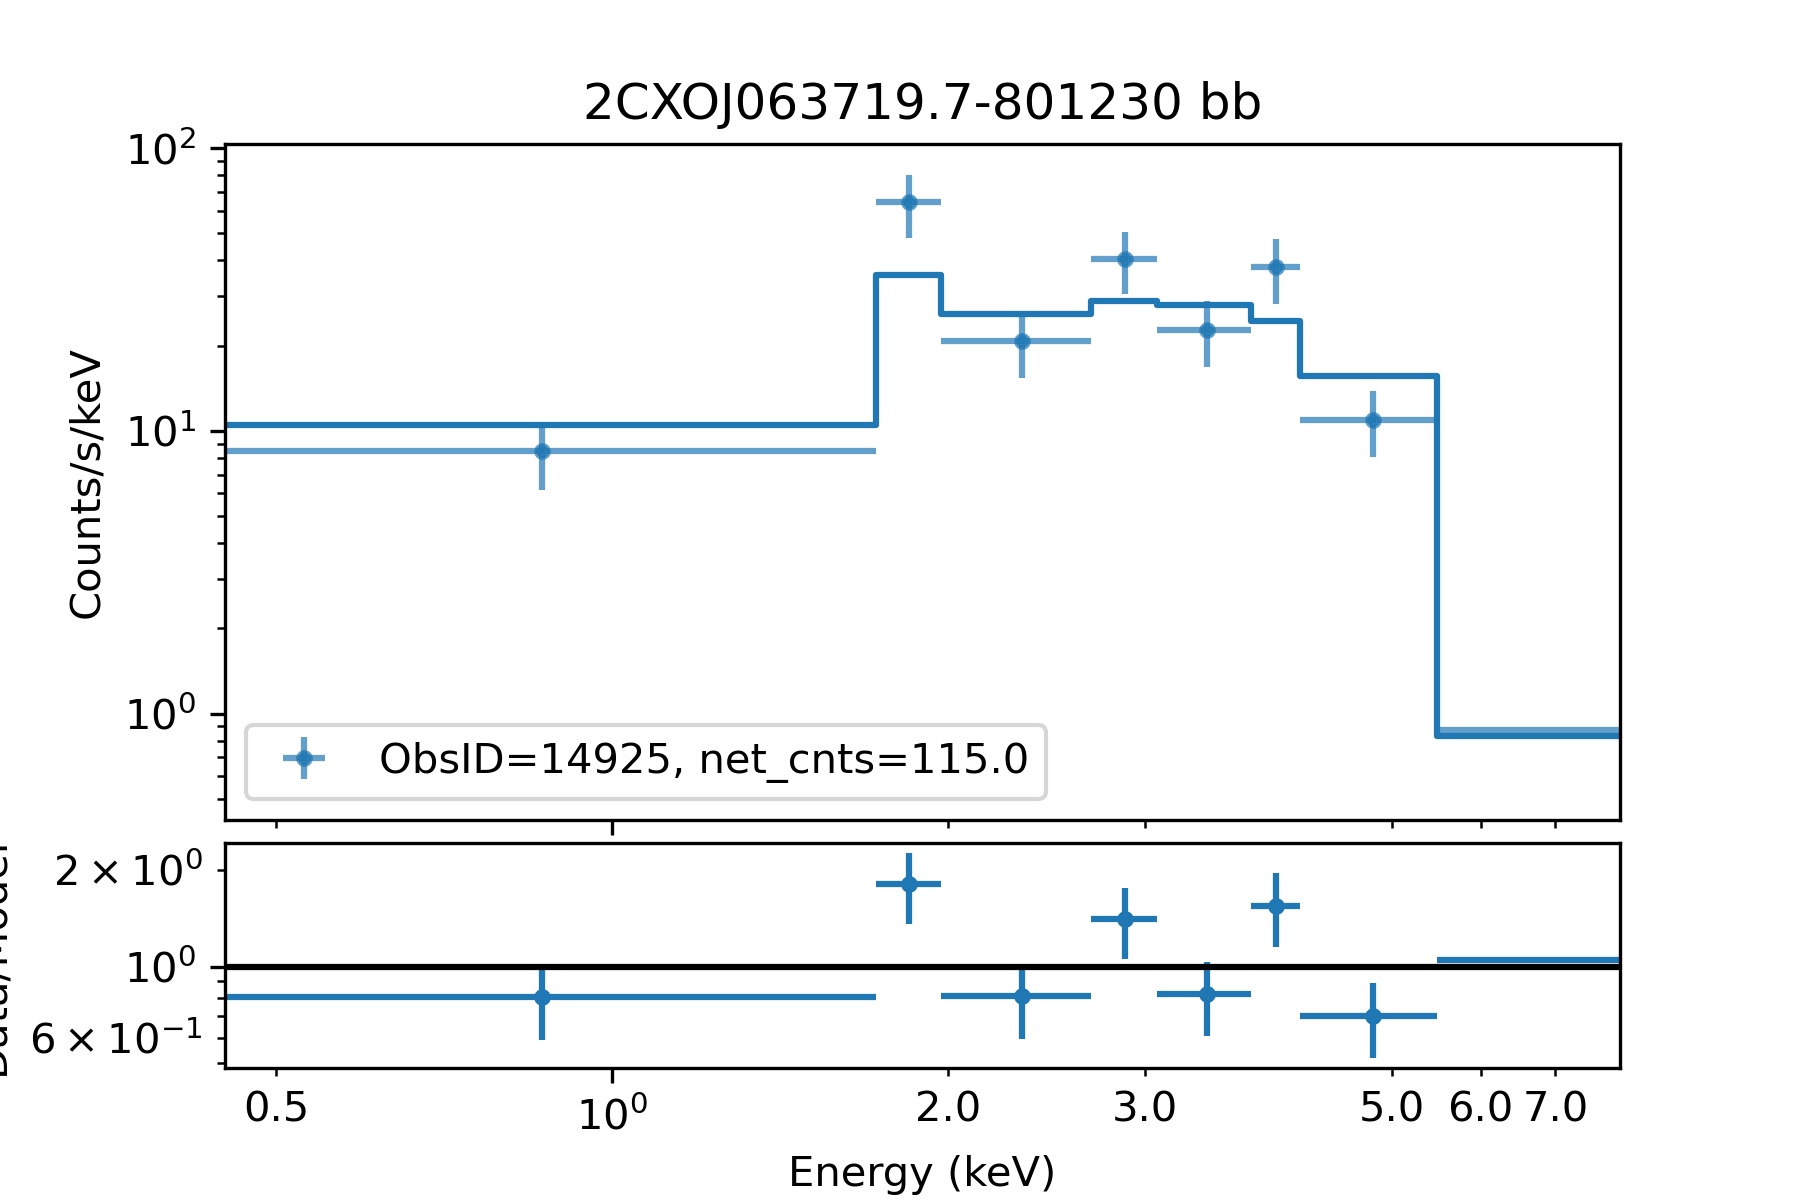 2CXOJ063719.7-801230 bb
10²
10¹
10⁰
Counts/s/keV
ObsID=14925, net_cnts=115.0
2 × 10⁰
10⁰
6 × 10⁻¹
0.5 10⁰ 2.0 3.0 5.0 6.0 7.0
Energy (keV)